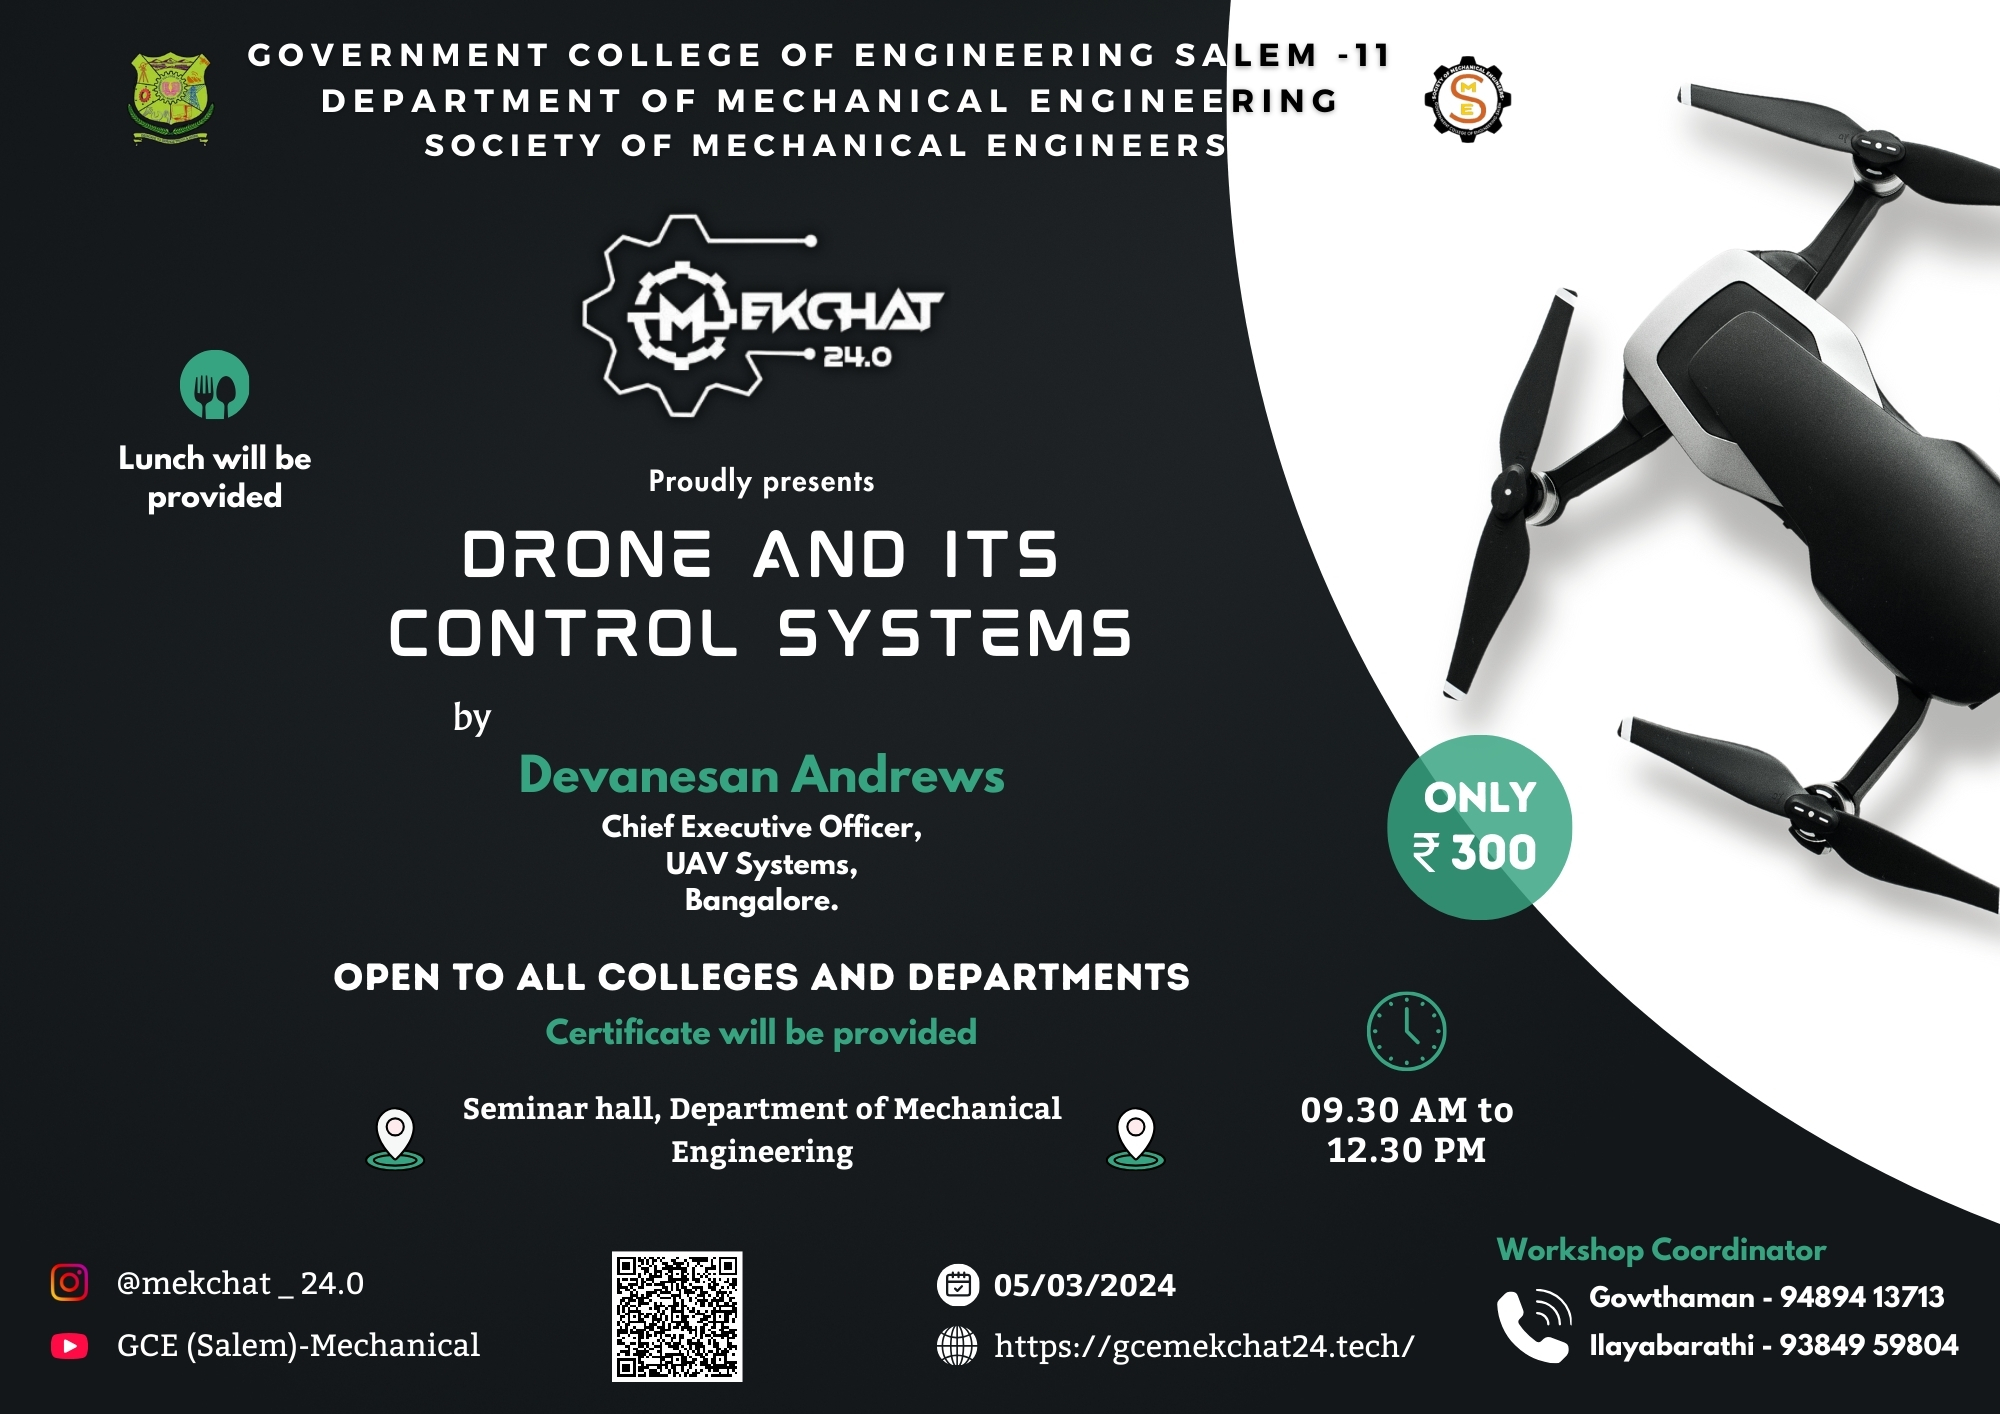 GOVERNMENT COLLEGE OF ENGINEERING SALEM -11
DEPARTMENT OF MECHANICAL ENGINEERING
SOCIETY OF MECHANICAL ENGINEERS
SME
MEKCHAT
24.0
Lunch will be
provided
Proudly presents
DRONE AND ITS
CONTROL SYSTEMS
by
Devanesan Andrews
Chief Executive Officer,
UAV Systems,
Bangalore.
ONLY
₹ 300
OPEN TO ALL COLLEGES AND DEPARTMENTS
Certificate will be provided
Seminar hall, Department of Mechanical
Engineering
09.30 AM to
12.30 PM
@mekchat _ 24.0
GCE (Salem)-Mechanical
05/03/2024
https://gcemekchat24.tech/
Workshop Coordinator
Gowthaman - 94894 13713
Ilayabarathi - 93849 59804